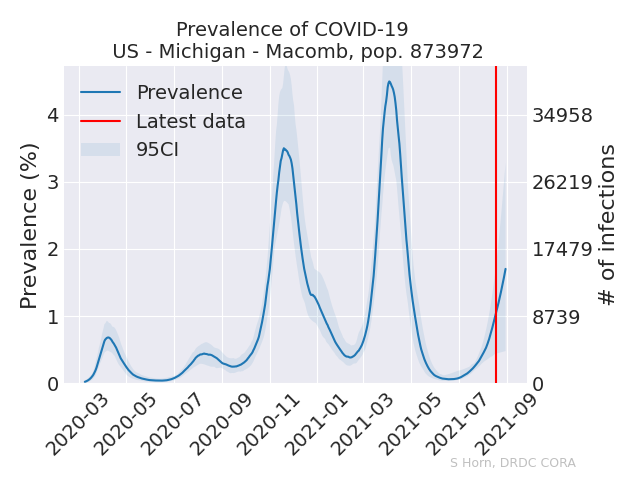 Prevalence of COVID-19
US - Michigan - Macomb, pop. 873972
Prevalence
Latest data
95CI
Prevalence (%)
4
3
2
1
0
34958
26219
17479
8739
0
# of infections
2020-03
2020-05
2020-07
2020-09
2020-11
2021-01
2021-03
2021-05
2021-07
2021-09
S Horn, DRDC CORA